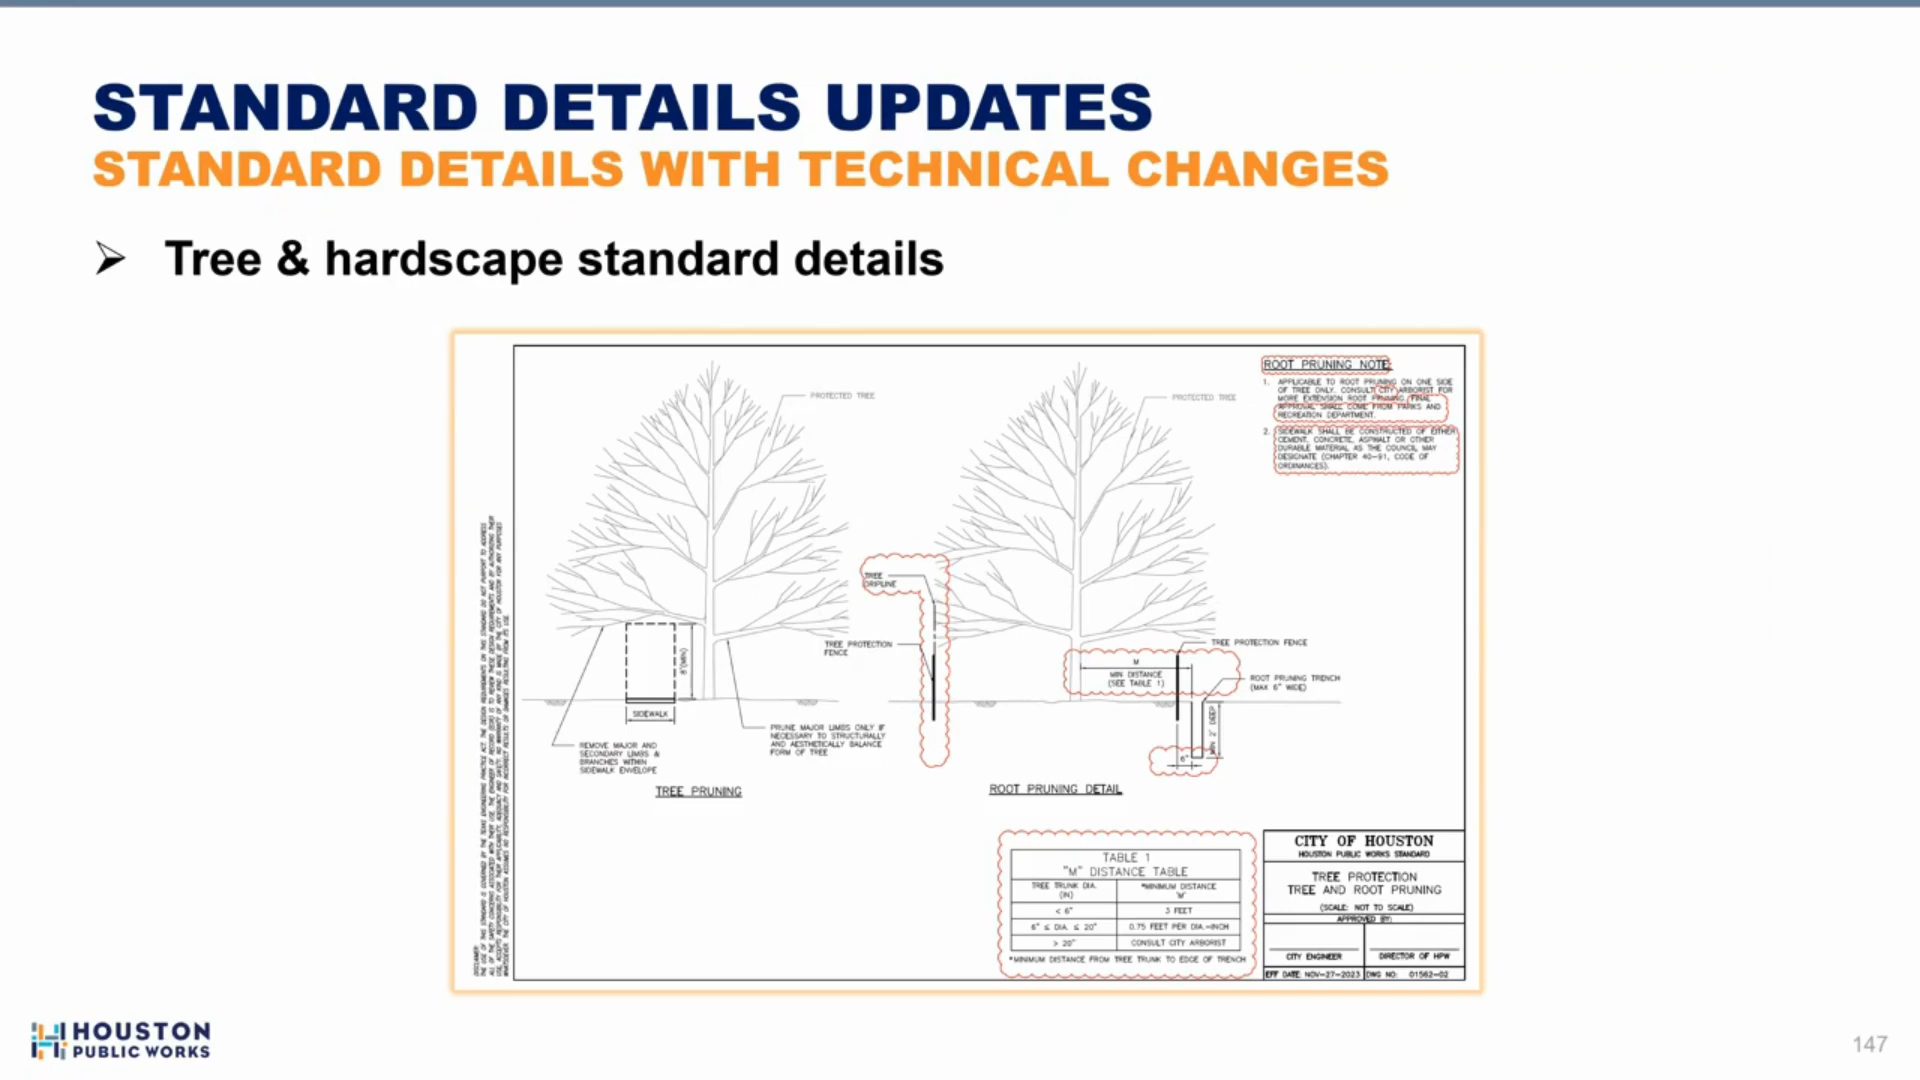 STANDARD DETAILS UPDATES
STANDARD DETAILS WITH TECHNICAL CHANGES
Tree & hardscape standard details
PROTECTED TREE
PROTECTED TREE
ROOT PRUNING NOTE:
1. APPLICABLE TO ROOT PRUNING ON ONE SIDE
OF TREE ONLY. CONSULT CITY ARBORIST FOR
MORE EXTENSION ROOT PRUNING. FINAL
APPROVAL SHALL COME FROM PARKS AND
RECREATION DEPARTMENT.
2. SIDEWALK SHALL BE CONSTRUCTED OF EITHER
CEMENT, CONCRETE, ASPHALT OR OTHER
DURABLE MATERIAL AS THE COUNCIL MAY
DESIGNATE (CHAPTER 40-91, CODE OF
ORDINANCES).
TREE
DRIPLINE
TREE PROTECTION
FENCE
8'(MIN)
SIDEWALK
REMOVE MAJOR AND
SECONDARY LIMBS &
BRANCHES WITHIN
SIDEWALK ENVELOPE
PRUNE MAJOR LIMBS ONLY IF
NECESSARY TO STRUCTURALLY
AND AESTHETICALLY BALANCE
FORM OF TREE
TREE PRUNING
TREE PROTECTION FENCE
M
MIN DISTANCE
(SEE TABLE 1)
ROOT PRUNING TRENCH
(MAX 6" WIDE)
MIN 2' DEEP
6"
ROOT PRUNING DETAIL
TABLE 1
"M" DISTANCE TABLE
TREE TRUNK DIA. *MINIMUM DISTANCE
(IN) 'M'
< 6" 3 FEET
6" ≤ DIA. ≤ 20" 0.75 FEET PER DIA.-INCH
> 20" CONSULT CITY ARBORIST
*MINIMUM DISTANCE FROM TREE TRUNK TO EDGE OF TRENCH
CITY OF HOUSTON
HOUSTON PUBLIC WORKS STANDARD
TREE PROTECTION
TREE AND ROOT PRUNING
(SCALE: NOT TO SCALE)
APPROVED BY:
CITY ENGINEER DIRECTOR OF HPW
EFF DATE: NOV-27-2023 DWG NO: 01562-02
HOUSTON
PUBLIC WORKS
147